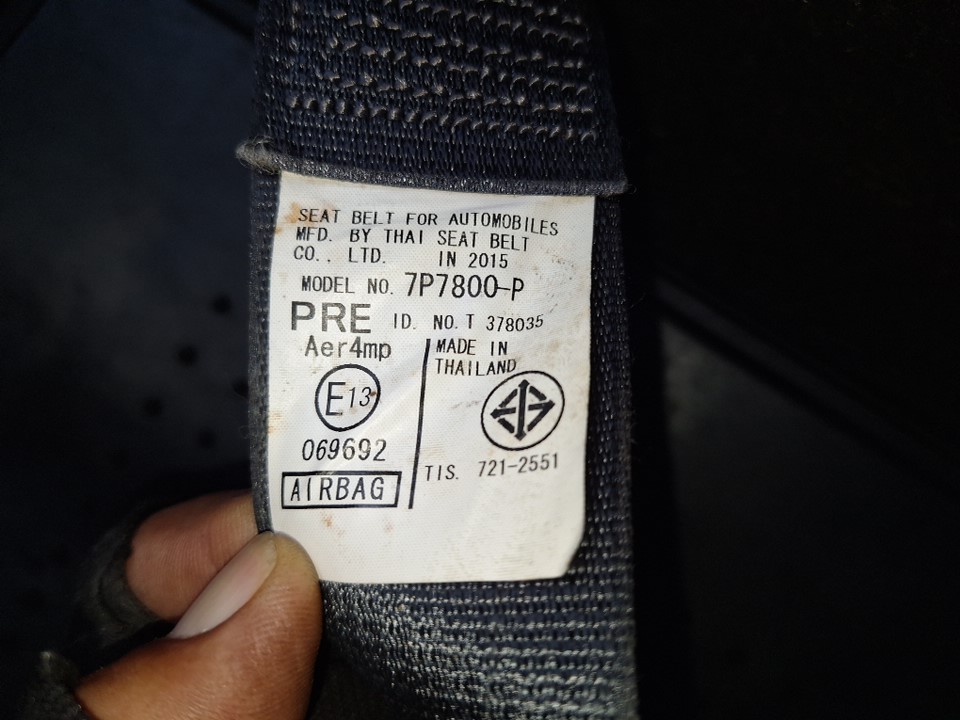 SEAT BELT FOR AUTOMOBILES
MFD. BY THAI SEAT BELT
CO., LTD. IN 2015
MODEL NO. 7P7800-P
PRE ID. NO. T 378035
Aer4mp
MADE IN
THAILAND
E13
069692
AIRBAG
TIS. 721-2551